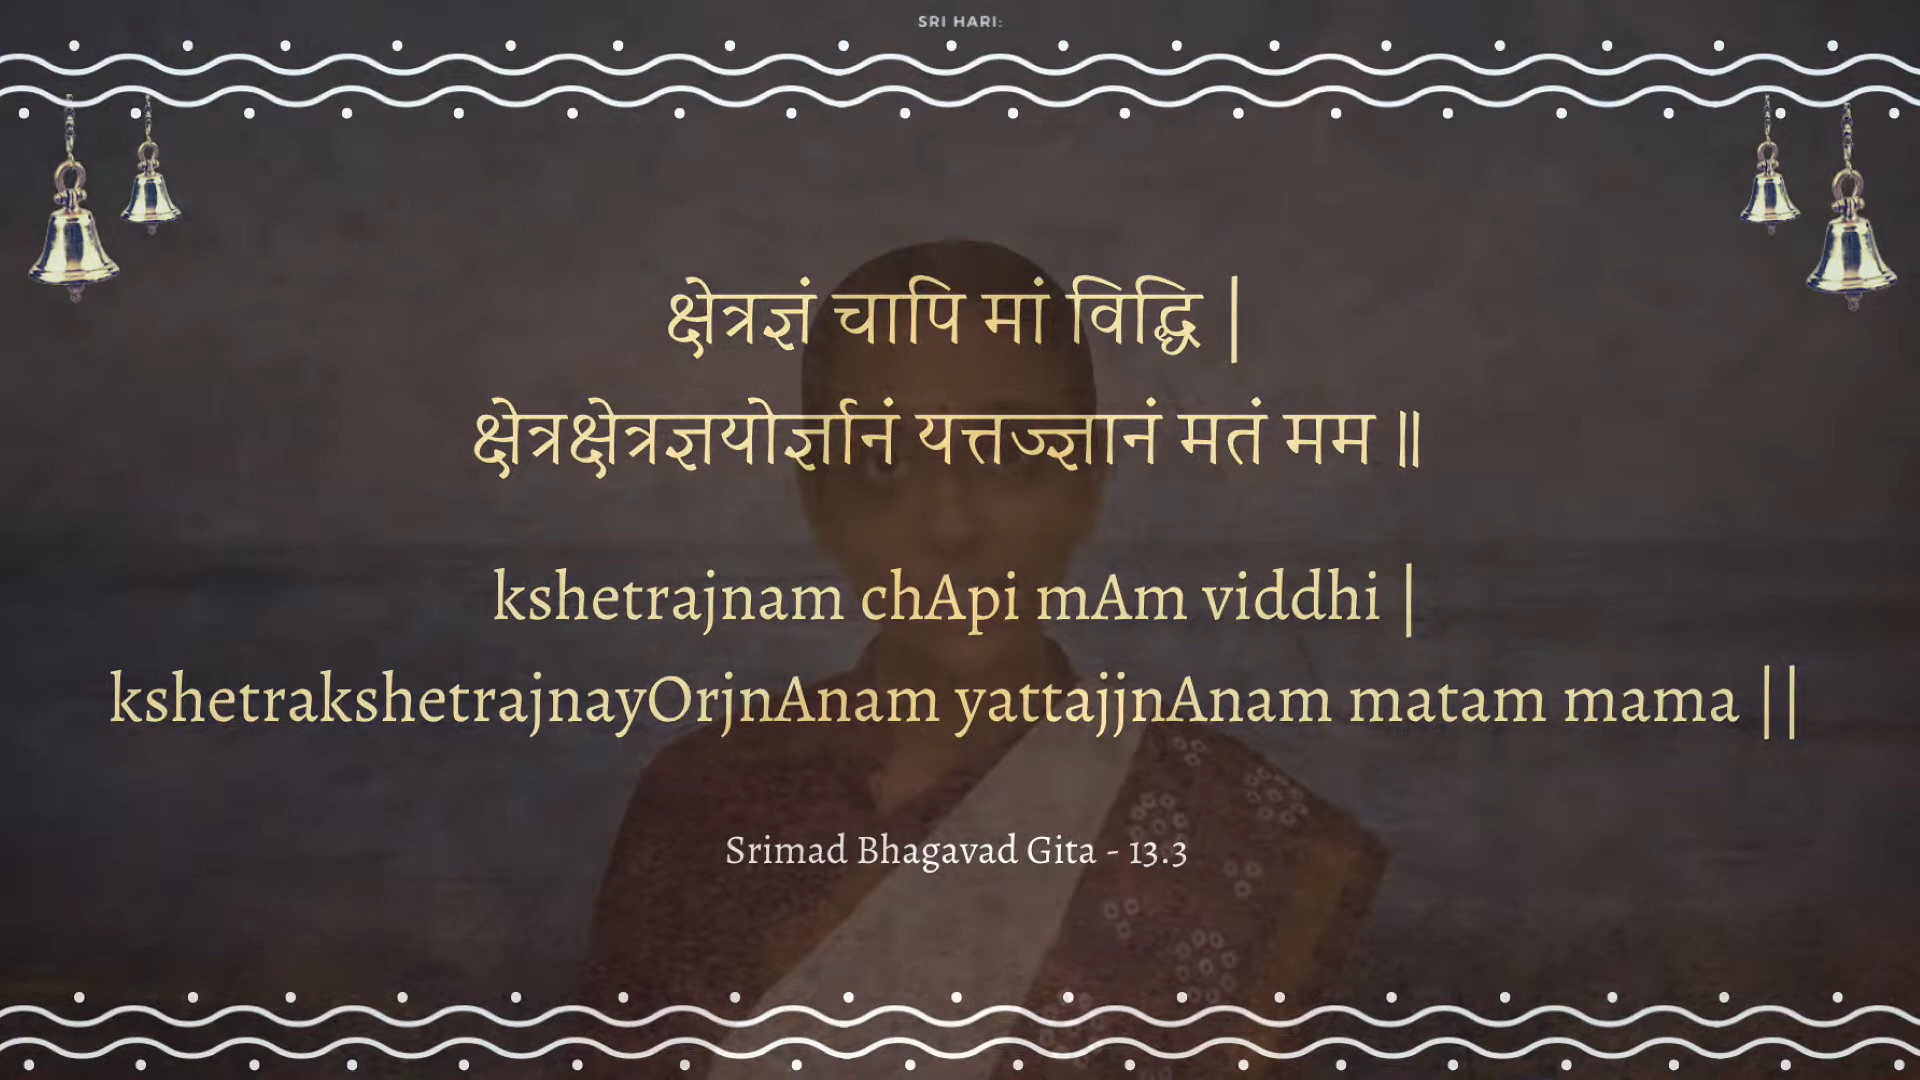 SRI HARI:
क्षेत्रज्ञं चापि मां विद्धि |
क्षेत्रक्षेत्रज्ञयोर्ज्ञानं यत्तज्ज्ञानं मतं मम ॥
kshetrajnam chApi mAm viddhi |
kshetrakshetrajnayOrjnAnam yattajjnAnam matam mama ||
Srimad Bhagavad Gita - 13.3